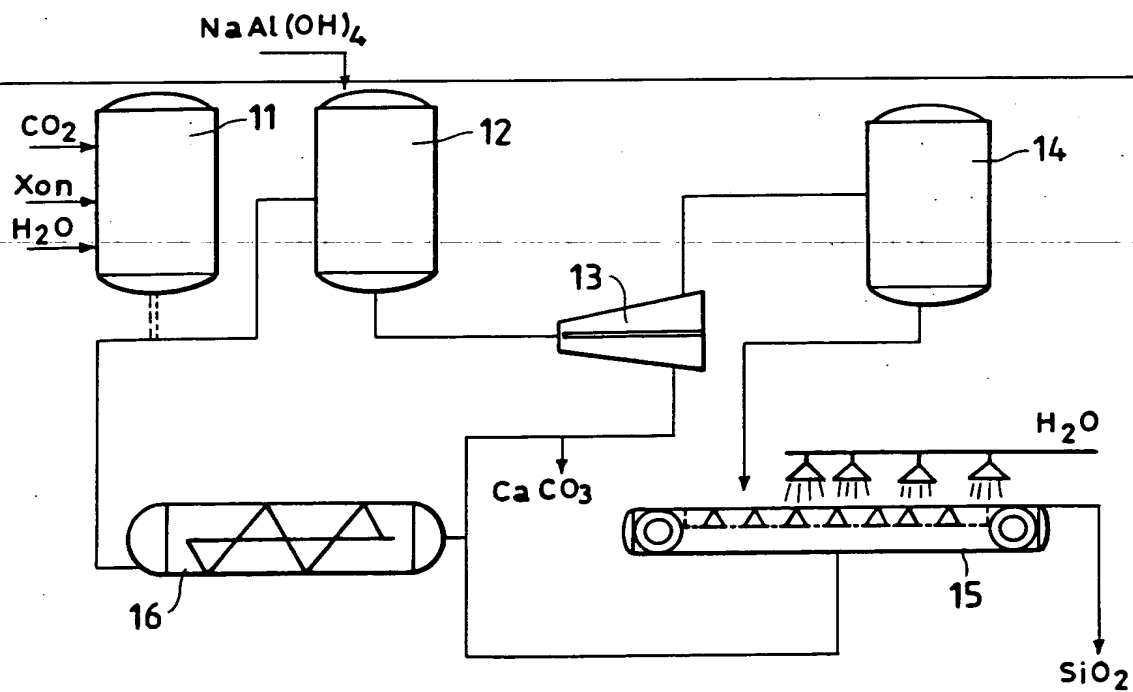 NaAl(OH)4
11
12
14
CO2
Xon
H2O
13
H2O
CaCO3
15
16
SiO2